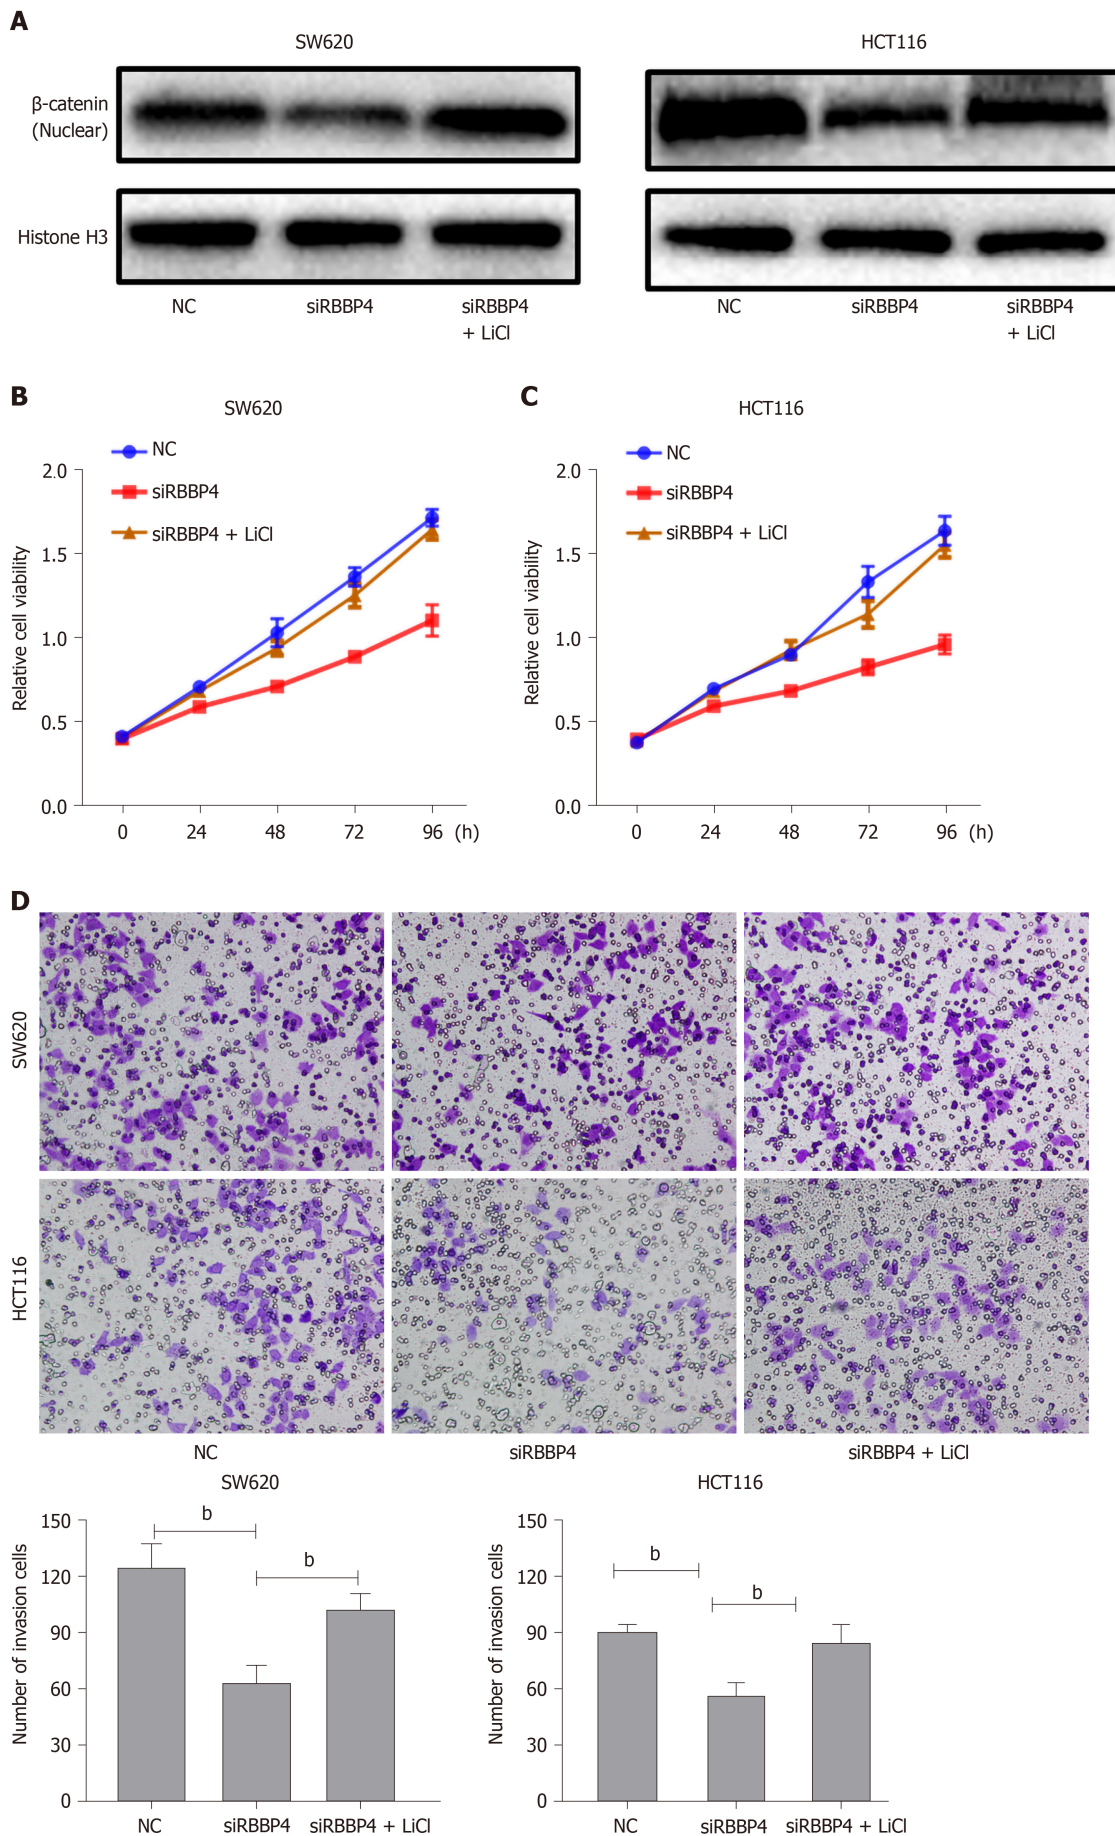 A
SW620
HCT116
β-catenin
(Nuclear)
Histone H3
NC
siRBBP4
siRBBP4
+ LiCl
NC
siRBBP4
siRBBP4
+ LiCl
B
SW620
NC
siRBBP4
siRBBP4 + LiCl
Relative cell viability
2.0
1.5
1.0
0.5
0.0
0
24
48
72
96
(h)
C
HCT116
NC
siRBBP4
siRBBP4 + LiCl
Relative cell viability
2.0
1.5
1.0
0.5
0.0
0
24
48
72
96
(h)
D
SW620
HCT116
NC
siRBBP4
siRBBP4 + LiCl
SW620
Number of invasion cells
150
120
90
60
30
0
b
b
NC
siRBBP4
siRBBP4 + LiCl
HCT116
Number of invasion cells
150
120
90
60
30
0
b
b
NC
siRBBP4
siRBBP4 + LiCl